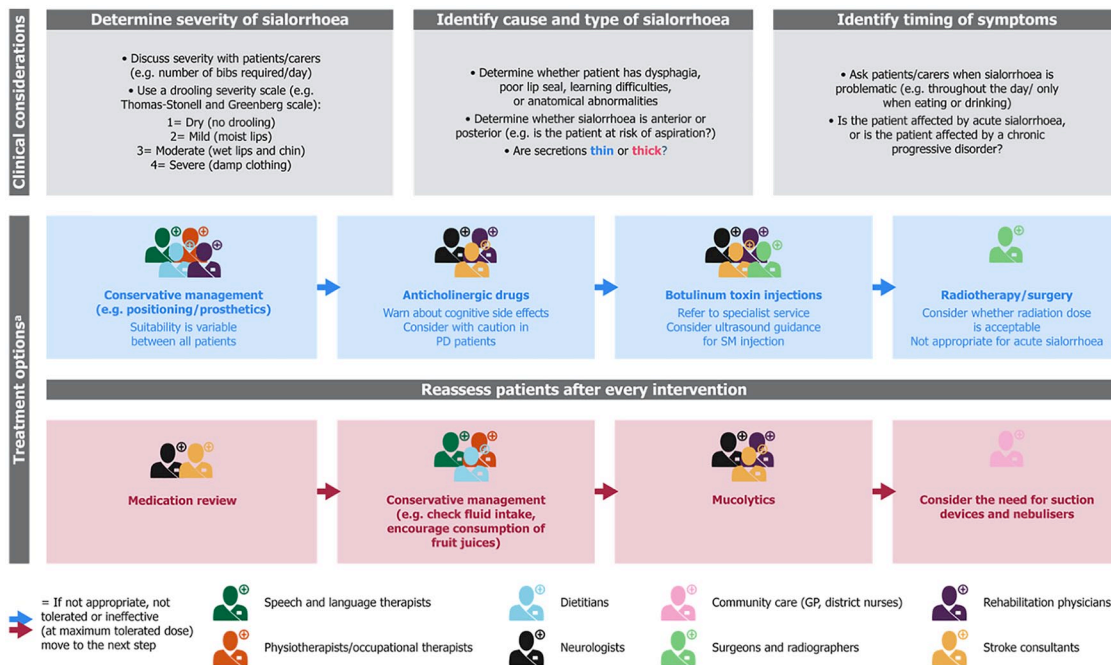 Clinical considerations
Determine severity of sialorrhoea
• Discuss severity with patients/carers
(e.g. number of bibs required/day)
• Use a drooling severity scale (e.g.
Thomas-Stonell and Greenberg scale):
1= Dry (no drooling)
2= Mild (moist lips)
3= Moderate (wet lips and chin)
4= Severe (damp clothing)
Identify cause and type of sialorrhoea
• Determine whether patient has dysphagia,
poor lip seal, learning difficulties,
or anatomical abnormalities
• Determine whether sialorrhoea is anterior or
posterior (e.g. is the patient at risk of aspiration?)
• Are secretions thin or thick?
Identify timing of symptoms
• Ask patients/carers when sialorrhoea is
problematic (e.g. throughout the day/ only
when eating or drinking)
• Is the patient affected by acute sialorrhoea,
or is the patient affected by a chronic
progressive disorder?
Treatment optionsᵃ
Conservative management
(e.g. positioning/prosthetics)
Suitability is variable
between all patients
Anticholinergic drugs
Warn about cognitive side effects
Consider with caution in
PD patients
Botulinum toxin injections
Refer to specialist service
Consider ultrasound guidance
for SM injection
Radiotherapy/surgery
Consider whether radiation dose
is acceptable
Not appropriate for acute sialorrhoea
Reassess patients after every intervention
Medication review
Conservative management
(e.g. check fluid intake,
encourage consumption of
fruit juices)
Mucolytics
Consider the need for suction
devices and nebulisers
= If not appropriate, not
tolerated or ineffective
(at maximum tolerated dose)
move to the next step
Speech and language therapists
Dietitians
Community care (GP, district nurses)
Rehabilitation physicians
Physiotherapists/occupational therapists
Neurologists
Surgeons and radiographers
Stroke consultants